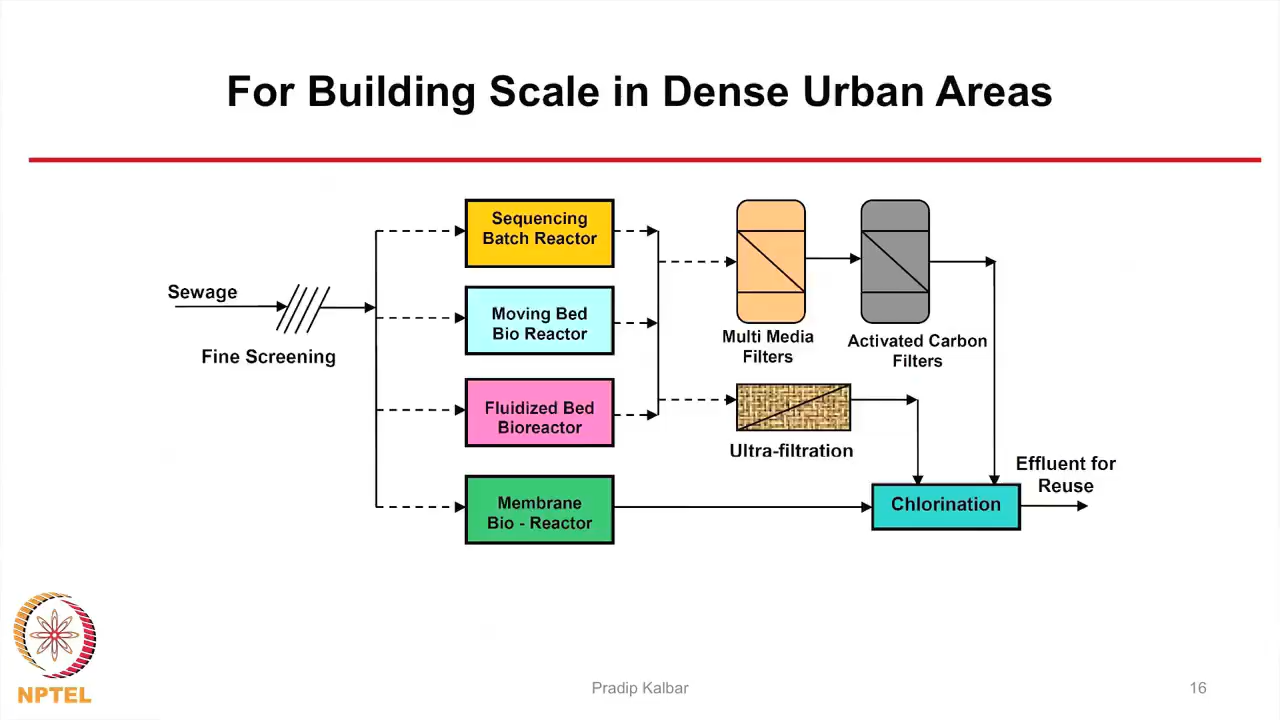 For Building Scale in Dense Urban Areas
Sewage
Fine Screening
Sequencing
Batch Reactor
Moving Bed
Bio Reactor
Fluidized Bed
Bioreactor
Membrane
Bio - Reactor
Multi Media
Filters
Activated Carbon
Filters
Ultra-filtration
Chlorination
Effluent for
Reuse
NPTEL
Pradip Kalbar
16